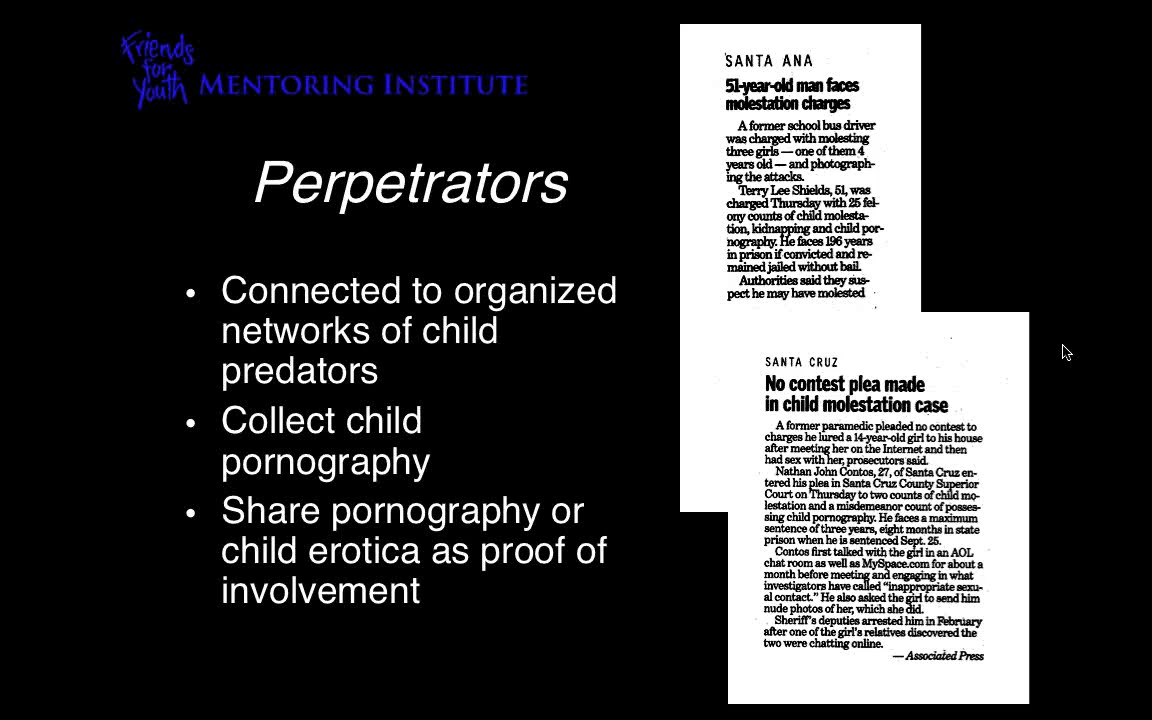 Friends
for
Youth
MENTORING INSTITUTE
Perpetrators
• Connected to organized
networks of child
predators
• Collect child
pornography
• Share pornography or
child erotica as proof of
involvement
SANTA ANA
51-year-old man faces
molestation charges
A former school bus driver
was charged with molesting
three girls — one of them 4
years old — and photograph-
ing the attacks.
Terry Lee Shields, 51, was
charged Thursday with 25 fel-
ony counts of child molesta-
tion, kidnapping and child por-
nography. He faces 196 years
in prison if convicted and re-
mained jailed without bail.
Authorities said they sus-
pect he may have molested
SANTA CRUZ
No contest plea made
in child molestation case
A former paramedic pleaded no contest to
charges he lured a 14-year-old girl to his house
after meeting her on the Internet and then
had sex with her, prosecutors said.
Nathan John Contos, 27, of Santa Cruz en-
tered his plea in Santa Cruz County Superior
Court on Thursday to two counts of child mo-
lestation and a misdemeanor count of posses-
sing child pornography. He faces a maximum
sentence of three years, eight months in state
prison when he is sentenced Sept. 25.
Contos first talked with the girl in an AOL
chat room as well as MySpace.com for about a
month before meeting and engaging in what
investigators have called "inappropriate sexu-
al contact." He also asked the girl to send him
nude photos of her, which she did.
Sheriff's deputies arrested him in February
after one of the girl's relatives discovered the
two were chatting online.
— Associated Press